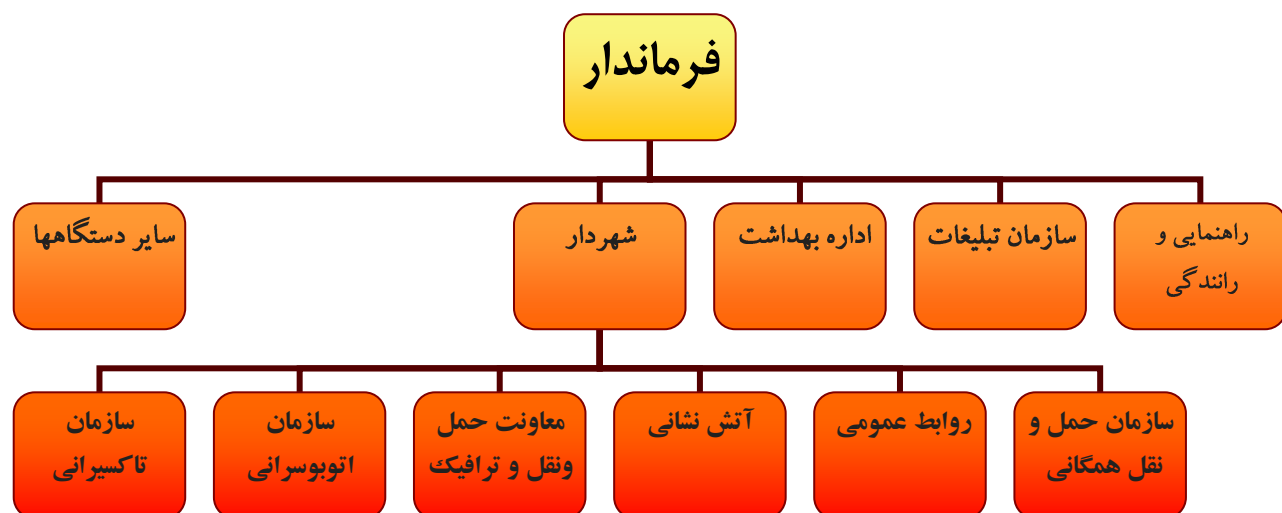 فرماندار
راهنمایی و
رانندگی
سازمان تبلیغات
اداره بهداشت
شهردار
سایر دستگاهها
سازمان حمل و
نقل همگانی
روابط عمومی
آتش نشانی
معاونت حمل
ونقل و ترافیک
سازمان
اتوبوسرانی
سازمان
تاکسیرانی